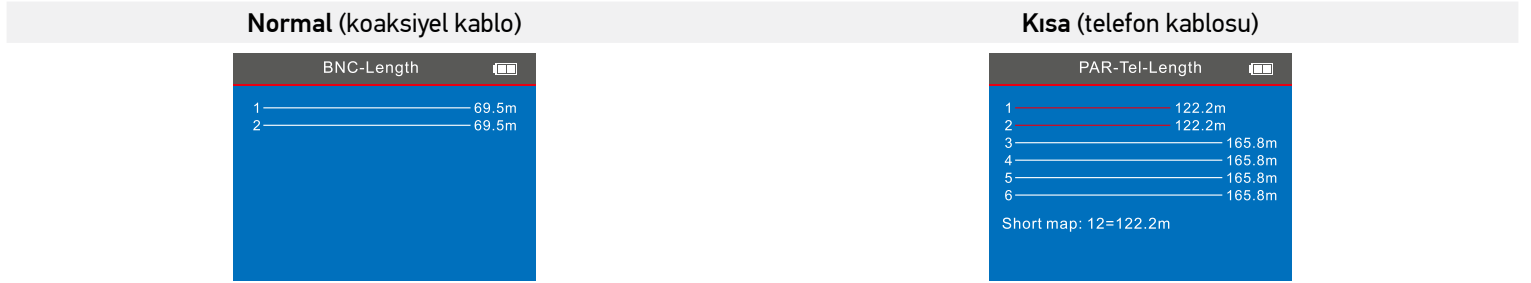 Normal (koaksiyel kablo)
BNC-Length
1 69.5m
2 69.5m
Kısa (telefon kablosu)
PAR-Tel-Length
1 122.2m
2 122.2m
3 165.8m
4 165.8m
5 165.8m
6 165.8m
Short map: 12=122.2m